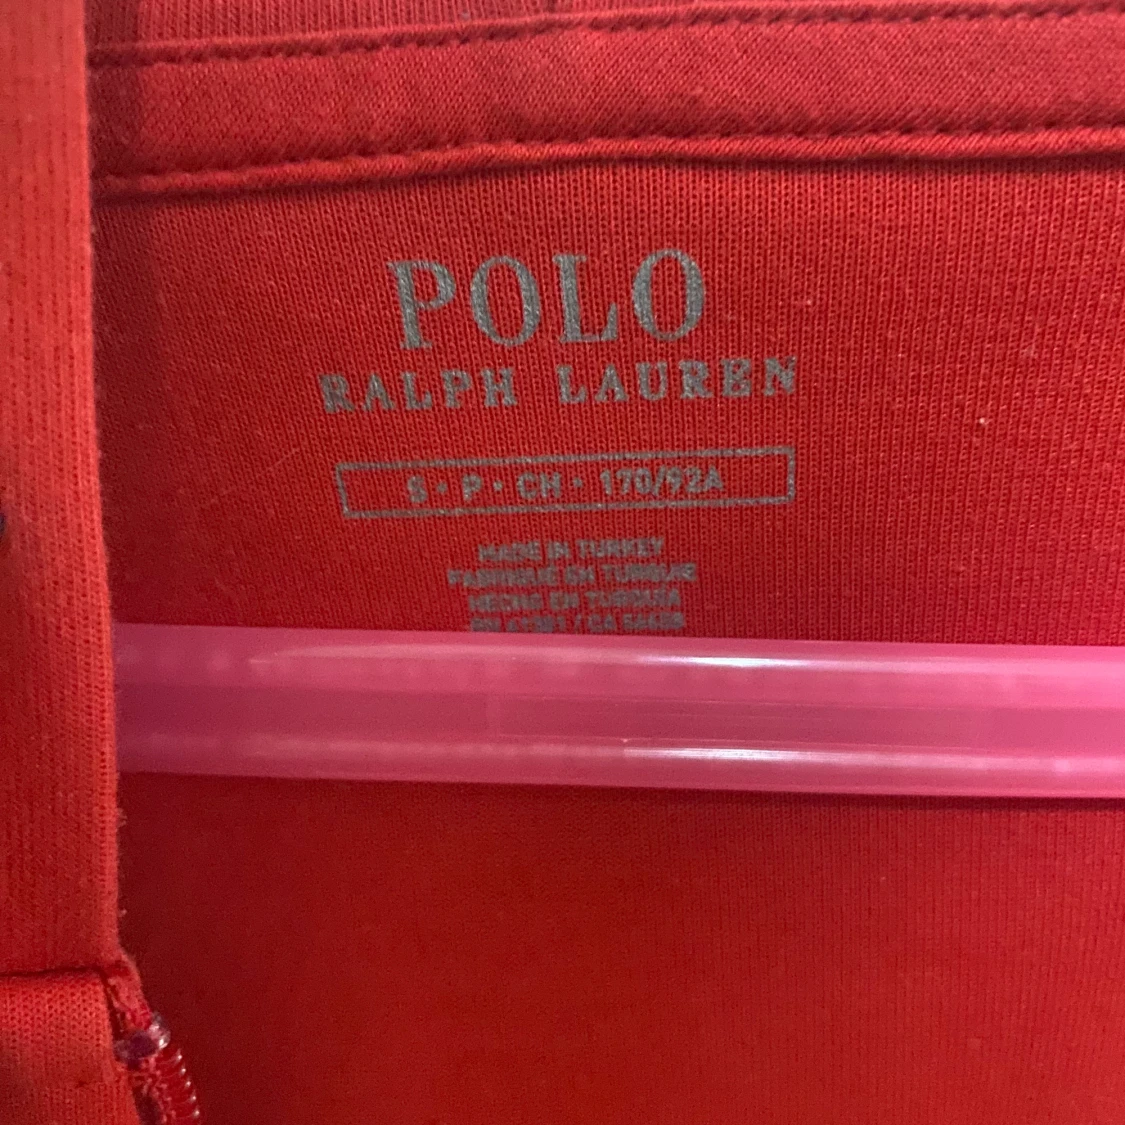 POLO
RALPH LAUREN
S • P • CH • 170/92A
MADE IN TURKEY
FABRIQUÉ EN TURQUIE
HECHO EN TURQUÍA